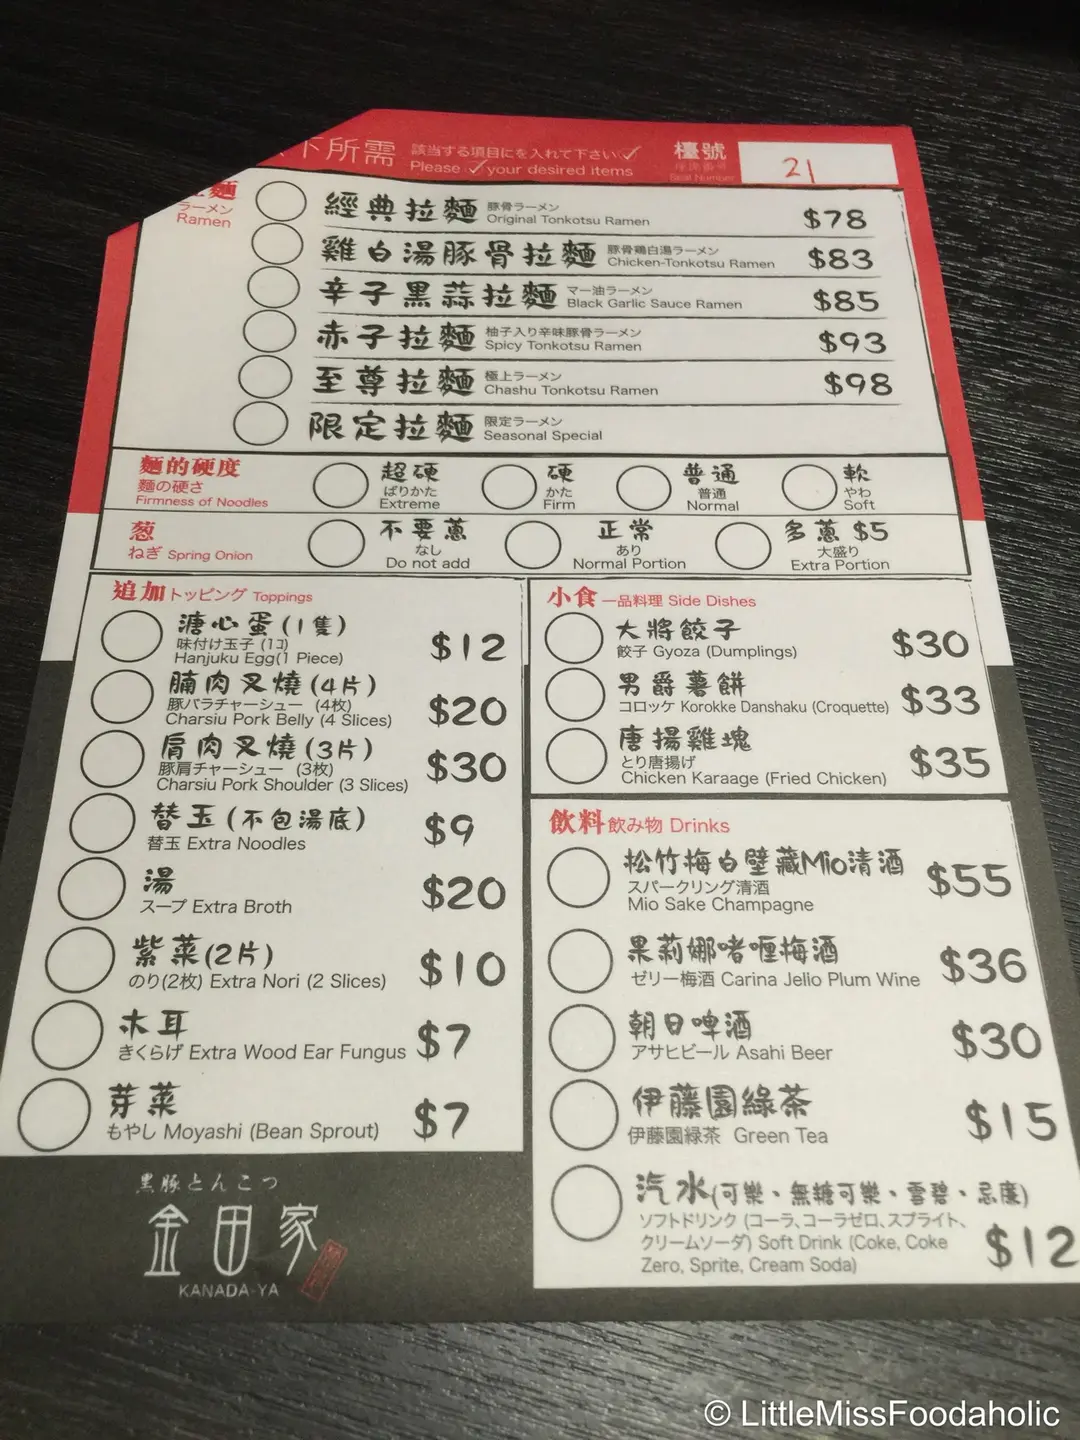 下所需
該当する項目にを入れて下さい✓
Please ✓your desired items
檯號
Seat Number
21
麵
ラーメン
Ramen
經典拉麵 豚骨ラーメン Original Tonkotsu Ramen $78
雞白湯豚骨拉麵 豚骨鶏白湯ラーメン Chicken-Tonkotsu Ramen $83
辛子黑蒜拉麵 マー油ラーメン Black Garlic Sauce Ramen $85
赤子拉麵 柚子入り辛味豚骨ラーメン Spicy Tonkotsu Ramen $93
至尊拉麵 極上ラーメン Chashu Tonkotsu Ramen $98
限定拉麵 限定ラーメン Seasonal Special
麵的硬度
麵の硬さ
Firmness of Noodles
超硬 ばりかた Extreme
硬 かた Firm
普通 普通 Normal
軟 やわ Soft
葱
ねぎ Spring Onion
不要蔥 なし Do not add
正常 あり Normal Portion
多蔥 $5 大盛り Extra Portion
追加 トッピング Toppings
溏心蛋(1隻)
味付け玉子 (1コ)
Hanjuku Egg(1 Piece) $12
腩肉叉燒(4片)
豚バラチャーシュー (4枚)
Charsiu Pork Belly (4 Slices) $20
肩肉叉燒(3片)
豚肩チャーシュー (3枚)
Charsiu Pork Shoulder (3 Slices) $30
替玉(不包湯底)
替玉 Extra Noodles $9
湯
スープ Extra Broth $20
紫菜(2片)
のり(2枚) Extra Nori (2 Slices) $10
木耳
きくらげ Extra Wood Ear Fungus $7
芽菜
もやし Moyashi (Bean Sprout) $7
小食 一品料理 Side Dishes
大將餃子
餃子 Gyoza (Dumplings) $30
男爵薯餅
コロッケ Korokke Danshaku (Croquette) $33
唐揚雞塊
とり唐揚げ
Chicken Karaage (Fried Chicken) $35
飲料 飲み物 Drinks
松竹梅白壁藏Mio清酒
スパークリング清酒
Mio Sake Champagne $55
果莉娜啫喱梅酒
ゼリー梅酒 Carina Jello Plum Wine $36
朝日啤酒
アサヒビール Asahi Beer $30
伊藤園綠茶
伊藤園緑茶 Green Tea $15
汽水(可樂、無糖可樂、雪碧、忌廉)
ソフトドリンク (コーラ、コーラゼロ、スプライト、
クリームソーダ) Soft Drink (Coke, Coke
Zero, Sprite, Cream Soda) $12
黒豚とんこつ
金田家
KANADA-YA
© LittleMissFoodaholic